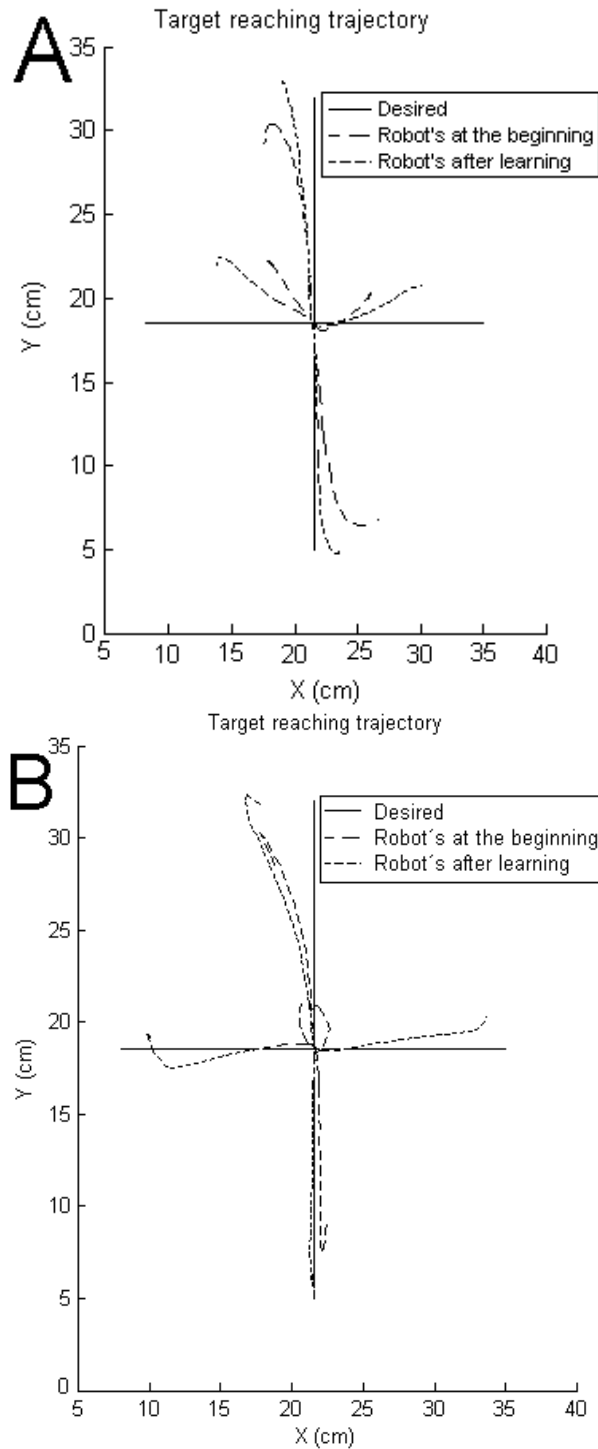 A
Target reaching trajectory
35
30
25
20
15
10
5
0
Y (cm)
Desired
Robot's at the beginning
Robot's after learning
5 10 15 20 25 30 35 40
X (cm)
B
Target reaching trajectory
35
30
25
20
15
10
5
0
Y (cm)
Desired
Robot´s at the beginning
Robot´s after learning
5 10 15 20 25 30 35 40
X (cm)